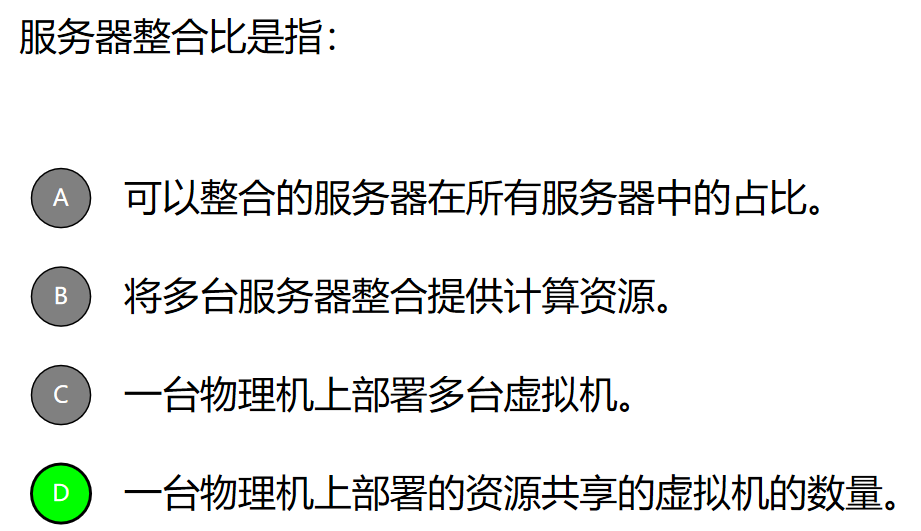 服务器整合比是指：
A 可以整合的服务器在所有服务器中的占比。
B 将多台服务器整合提供计算资源。
C 一台物理机上部署多台虚拟机。
D 一台物理机上部署的资源共享的虚拟机的数量。